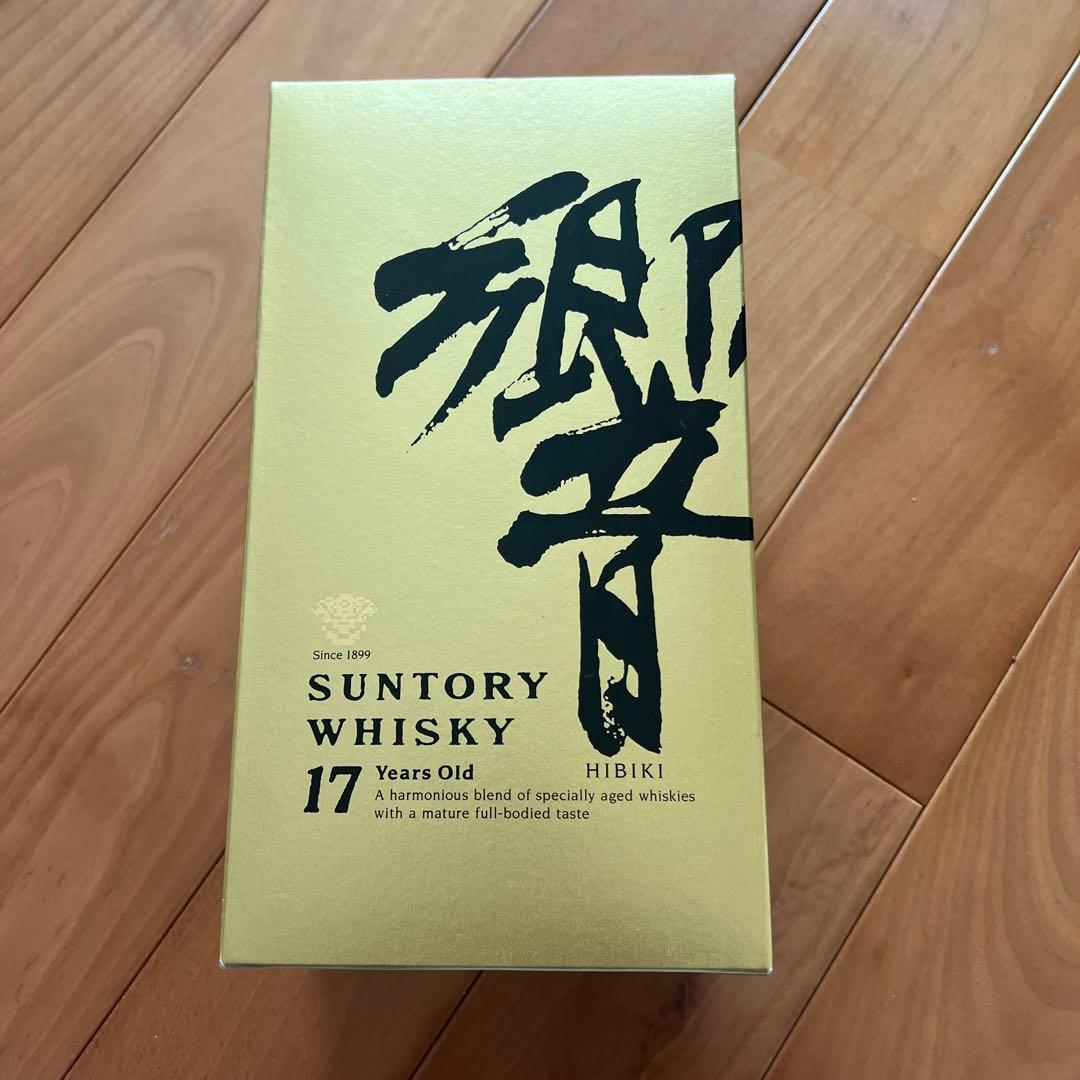 響
Since 1899
SUNTORY
WHISKY
17 Years Old
HIBIKI
A harmonious blend of specially aged whiskies
with a mature full-bodied taste